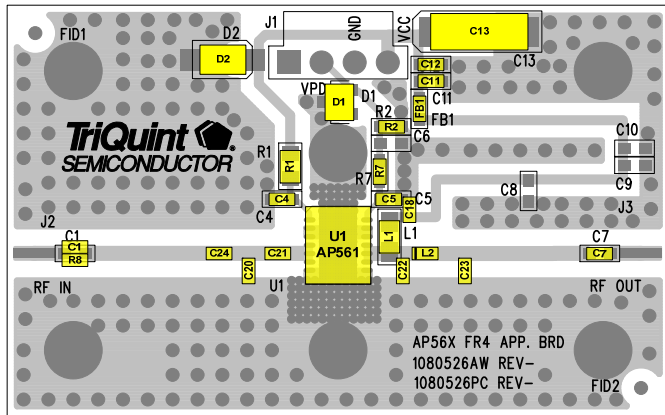 FID1
D2
D2
J1
GND
VCC
C13
C13
C12
C11
C11
VPD
D1
D1
FB1
FB1
R2
R2
C6
C10
TriQuint
SEMICONDUCTOR
R1
R1
R7
R7
C9
C8
C4
C4
C5
C5
C18
J3
J2
C1
C1
R8
C24
C21
C20
U1
AP561
L1
L1
L2
C22
C23
C7
C7
RF IN
U1
RF OUT
AP56X FR4 APP. BRD
1080526AW REV-
1080526PC REV-
FID2